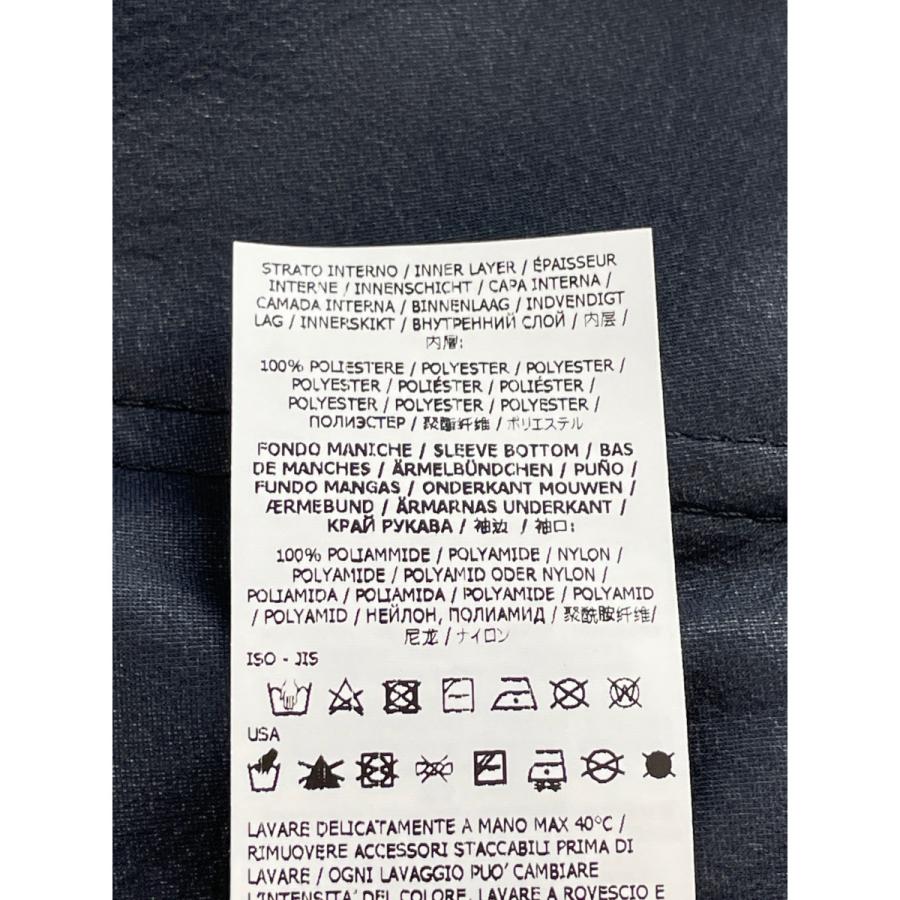 STRATO INTERNO / INNER LAYER / ÉPAISSEUR
INTERNE / INNENSCHICHT / CAPA INTERNA /
CAMADA INTERNA / BINNENLAAG / INDVENDIGT
LAG / INNERSKIKT / ВНУТРЕННИЙ СЛОЙ / 内层 /
内層:
100% POLIESTERE / POLYESTER / POLYESTER /
POLYESTER / POLIÉSTER / POLIÉSTER /
POLYESTER / POLYESTER / POLYESTER /
ПОЛИЭСТЕР / 聚酯纤维 / ポリエステル
FONDO MANICHE / SLEEVE BOTTOM / BAS
DE MANCHES / ÄRMELBÜNDCHEN / PUÑO /
FUNDO MANGAS / ONDERKANT MOUWEN /
ÆRMEBUND / ÄRMARNAS UNDERKANT /
КРАЙ РУКАВА / 袖边 / 袖口:
100% POLIAMMIDE / POLYAMIDE / NYLON /
POLYAMIDE / POLYAMID ODER NYLON /
POLIAMIDA / POLIAMIDA / POLYAMIDE / POLYAMID
/ POLYAMID / НЕЙЛОН, ПОЛИАМИД / 聚酰胺纤维/
尼龙 / ナイロン
ISO - JIS
USA
LAVARE DELICATAMENTE A MANO MAX 40°C /
RIMUOVERE ACCESSORI STACCABILI PRIMA DI
LAVARE / OGNI LAVAGGIO PUO' CAMBIARE
L'INTENSITA' DEL COLORE, LAVARE A ROVESCIO E